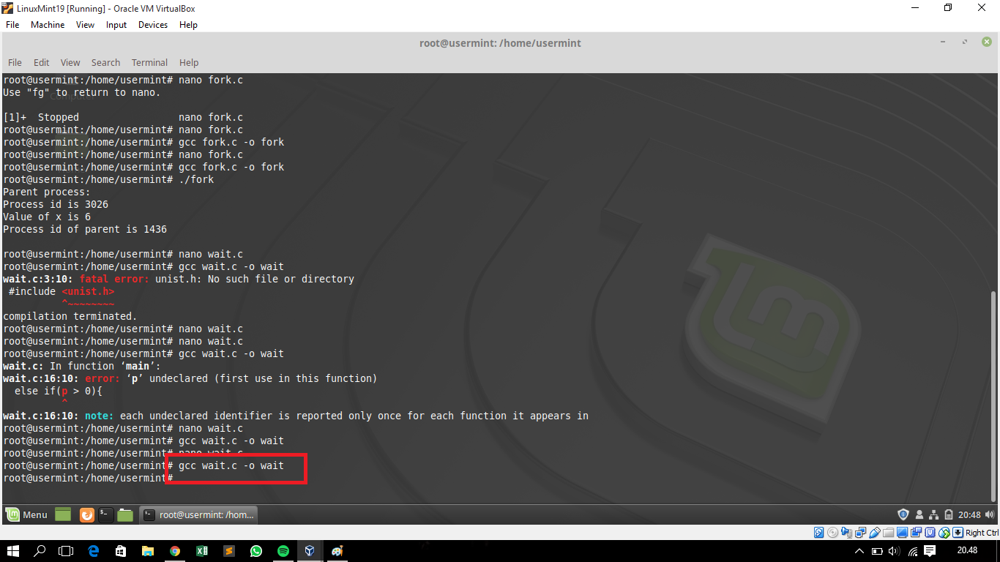 LinuxMint19 [Running] - Oracle VM VirtualBox
File Machine View Input Devices Help
root@usermint: /home/usermint
File Edit View Search Terminal Help
root@usermint:/home/usermint# nano fork.c
Use "fg" to return to nano.
Computer
[1]+  Stopped                 nano fork.c
root@usermint:/home/usermint# nano fork.c
root@usermint:/home/usermint# gcc fork.c -o fork
root@usermint:/home/usermint# nano fork.c
root@usermint:/home/usermint# gcc fork.c -o fork
root@usermint:/home/usermint# ./fork
Parent process:
Process id is 3026
Value of x is 6
Process id of parent is 1436
root@usermint:/home/usermint# nano wait.c
root@usermint:/home/usermint# gcc wait.c -o wait
wait.c:3:10: fatal error: unist.h: No such file or directory
 #include <unist.h>
          ^~~~~~~~~
compilation terminated.
root@usermint:/home/usermint# nano wait.c
root@usermint:/home/usermint# nano wait.c
root@usermint:/home/usermint# gcc wait.c -o wait
wait.c: In function ‘main’:
wait.c:16:10: error: ‘p’ undeclared (first use in this function)
  else if(p > 0){
          ^
wait.c:16:10: note: each undeclared identifier is reported only once for each function it appears in
root@usermint:/home/usermint# nano wait.c
root@usermint:/home/usermint# gcc wait.c -o wait
root@usermint:/home/usermint# nano wait.c
root@usermint:/home/usermint# gcc wait.c -o wait
root@usermint:/home/usermint#
Menu root@usermint: /hom... 20:48
Right Ctrl
20.48